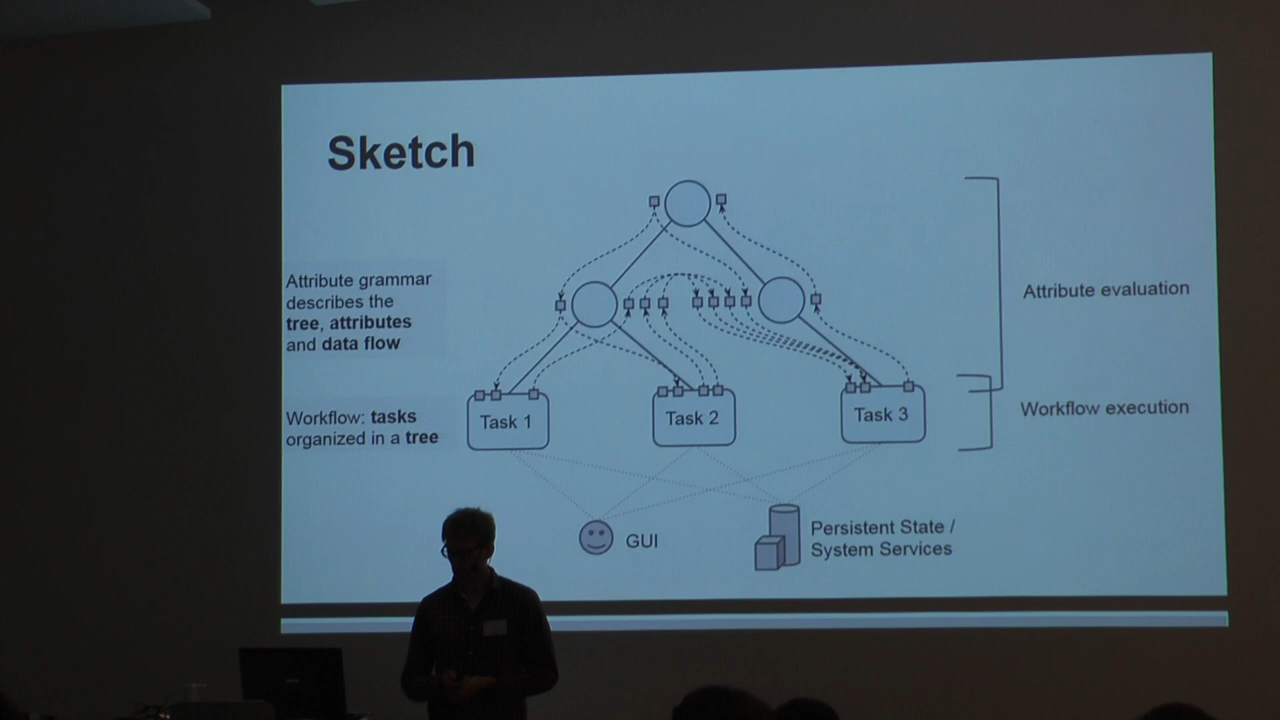 Sketch
Attribute grammar
describes the
tree, attributes
and data flow
Attribute evaluation
Workflow: tasks
organized in a tree
Task 1
Task 2
Task 3
Workflow execution
GUI
Persistent State /
System Services